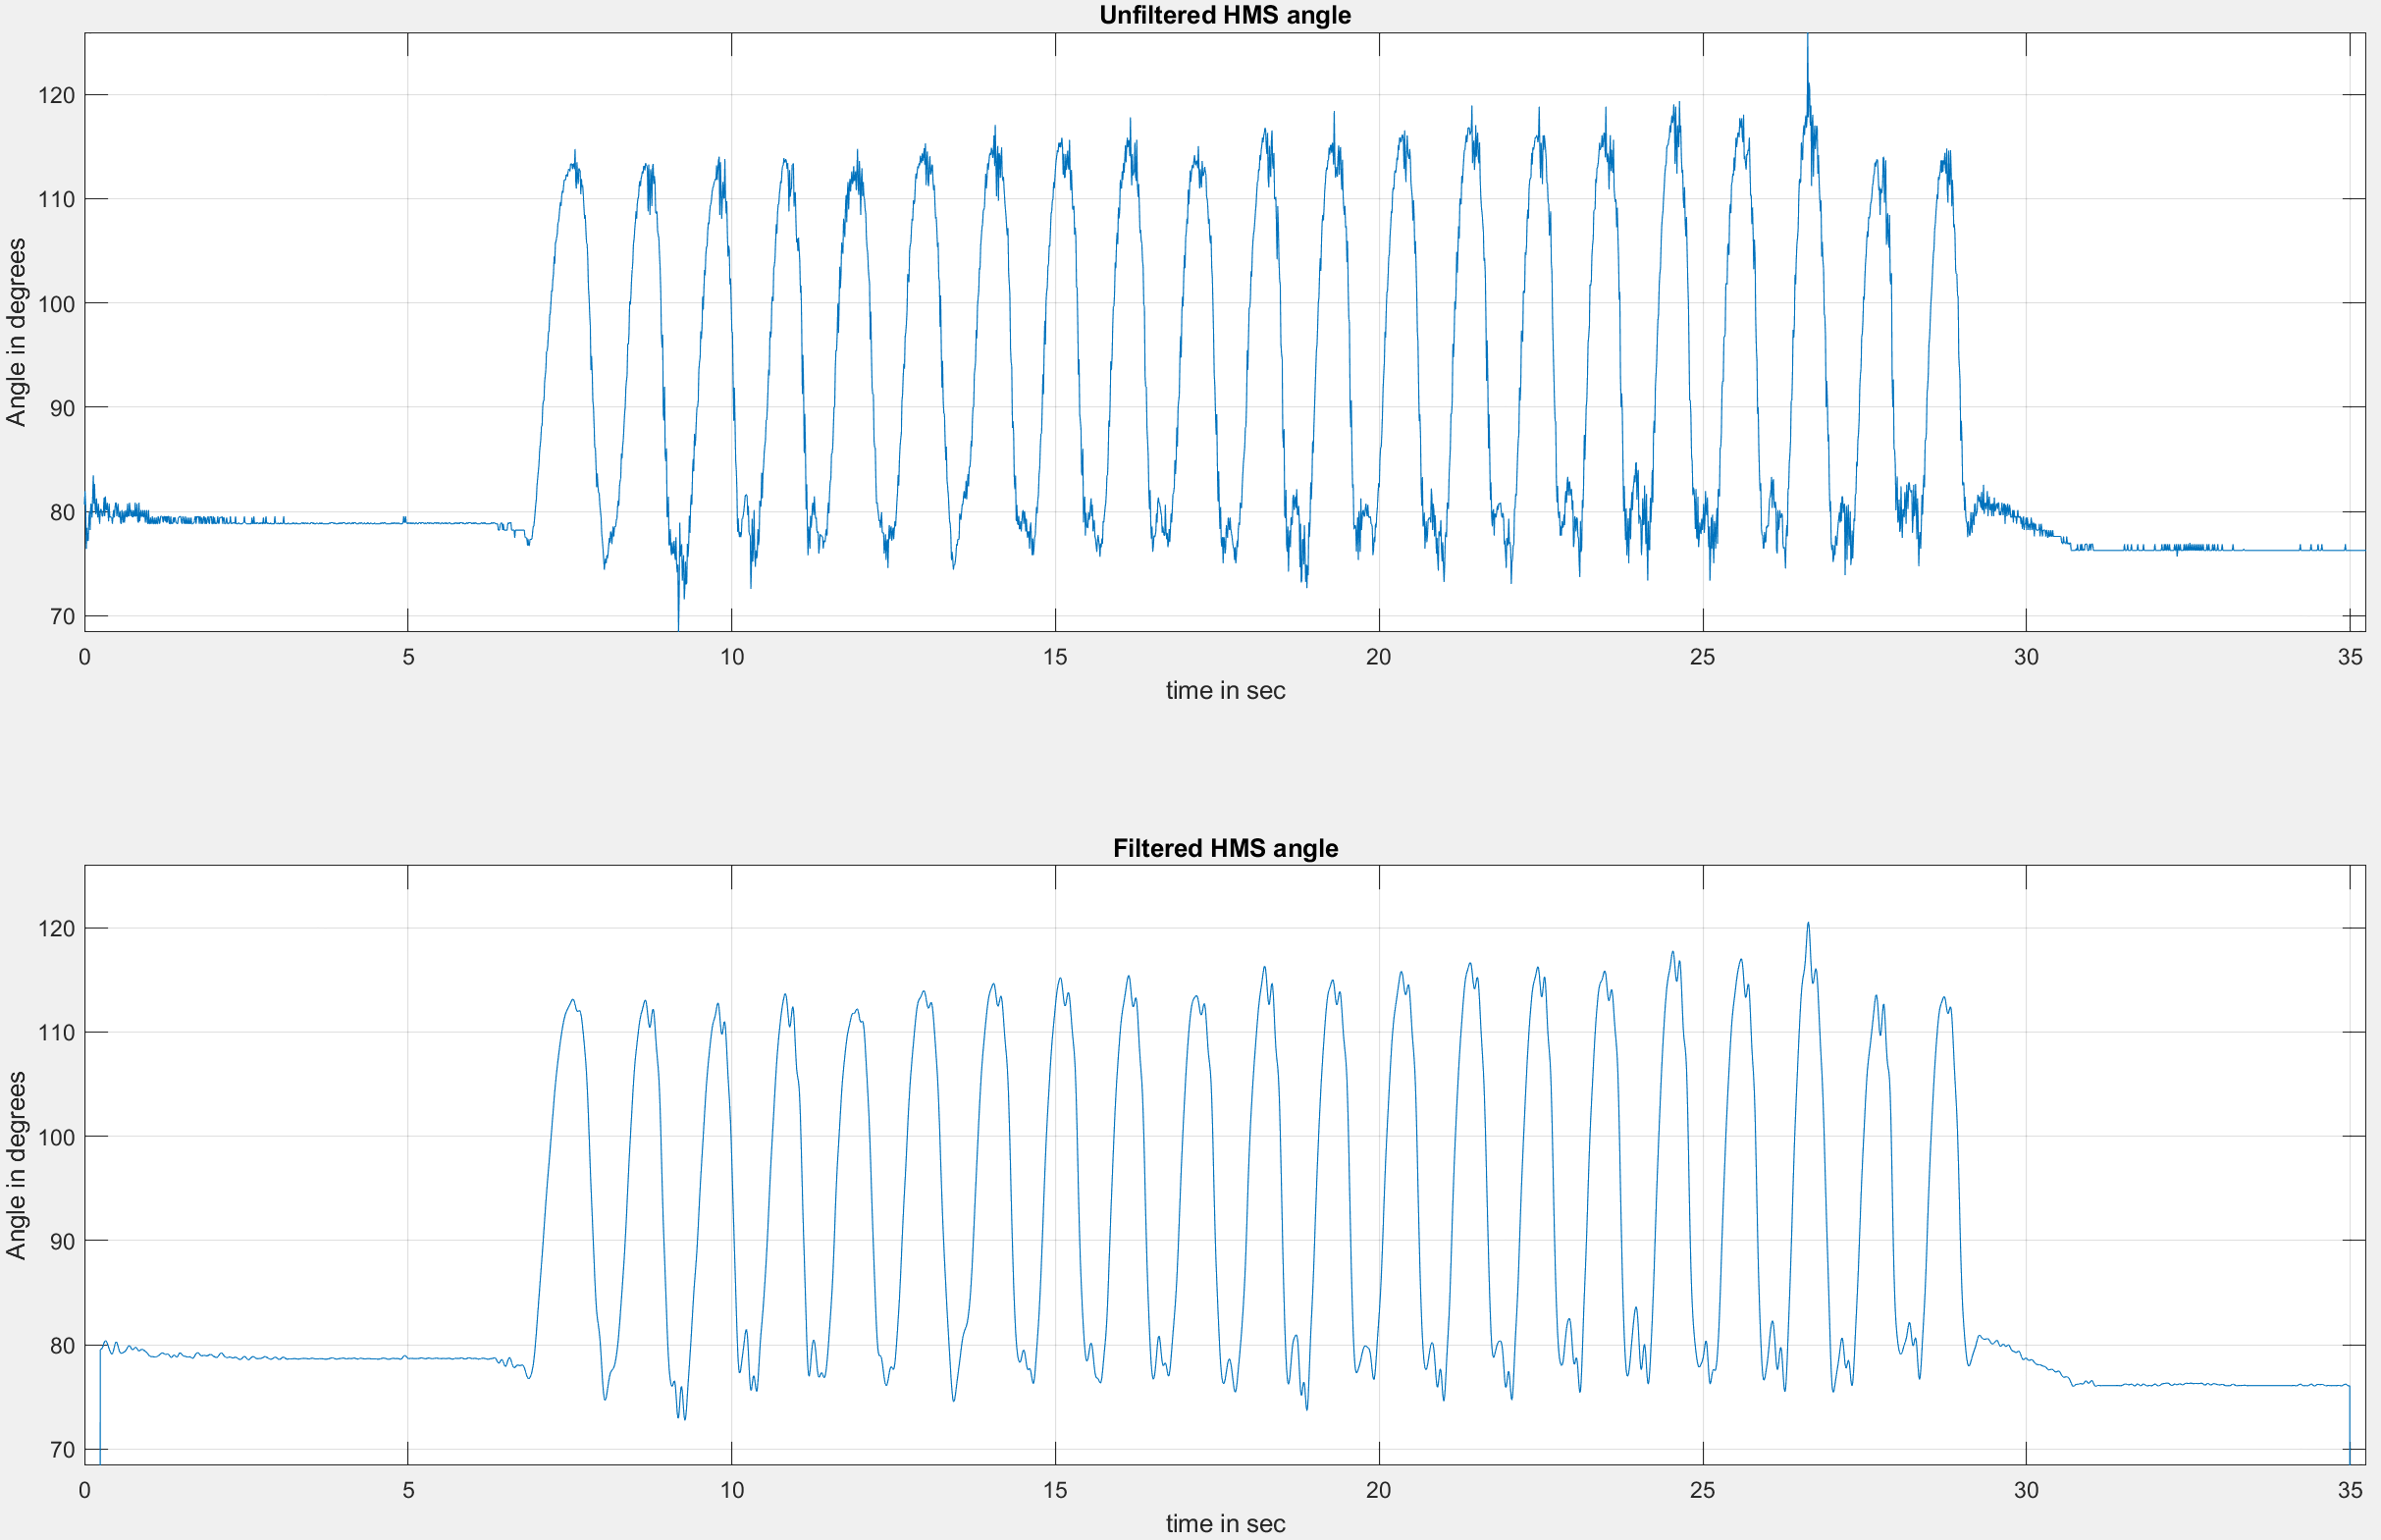 Unfiltered HMS angle
Angle in degrees
120
110
100
90
80
70
0 5 10 15 20 25 30 35
time in sec
Filtered HMS angle
Angle in degrees
120
110
100
90
80
70
0 5 10 15 20 25 30 35
time in sec